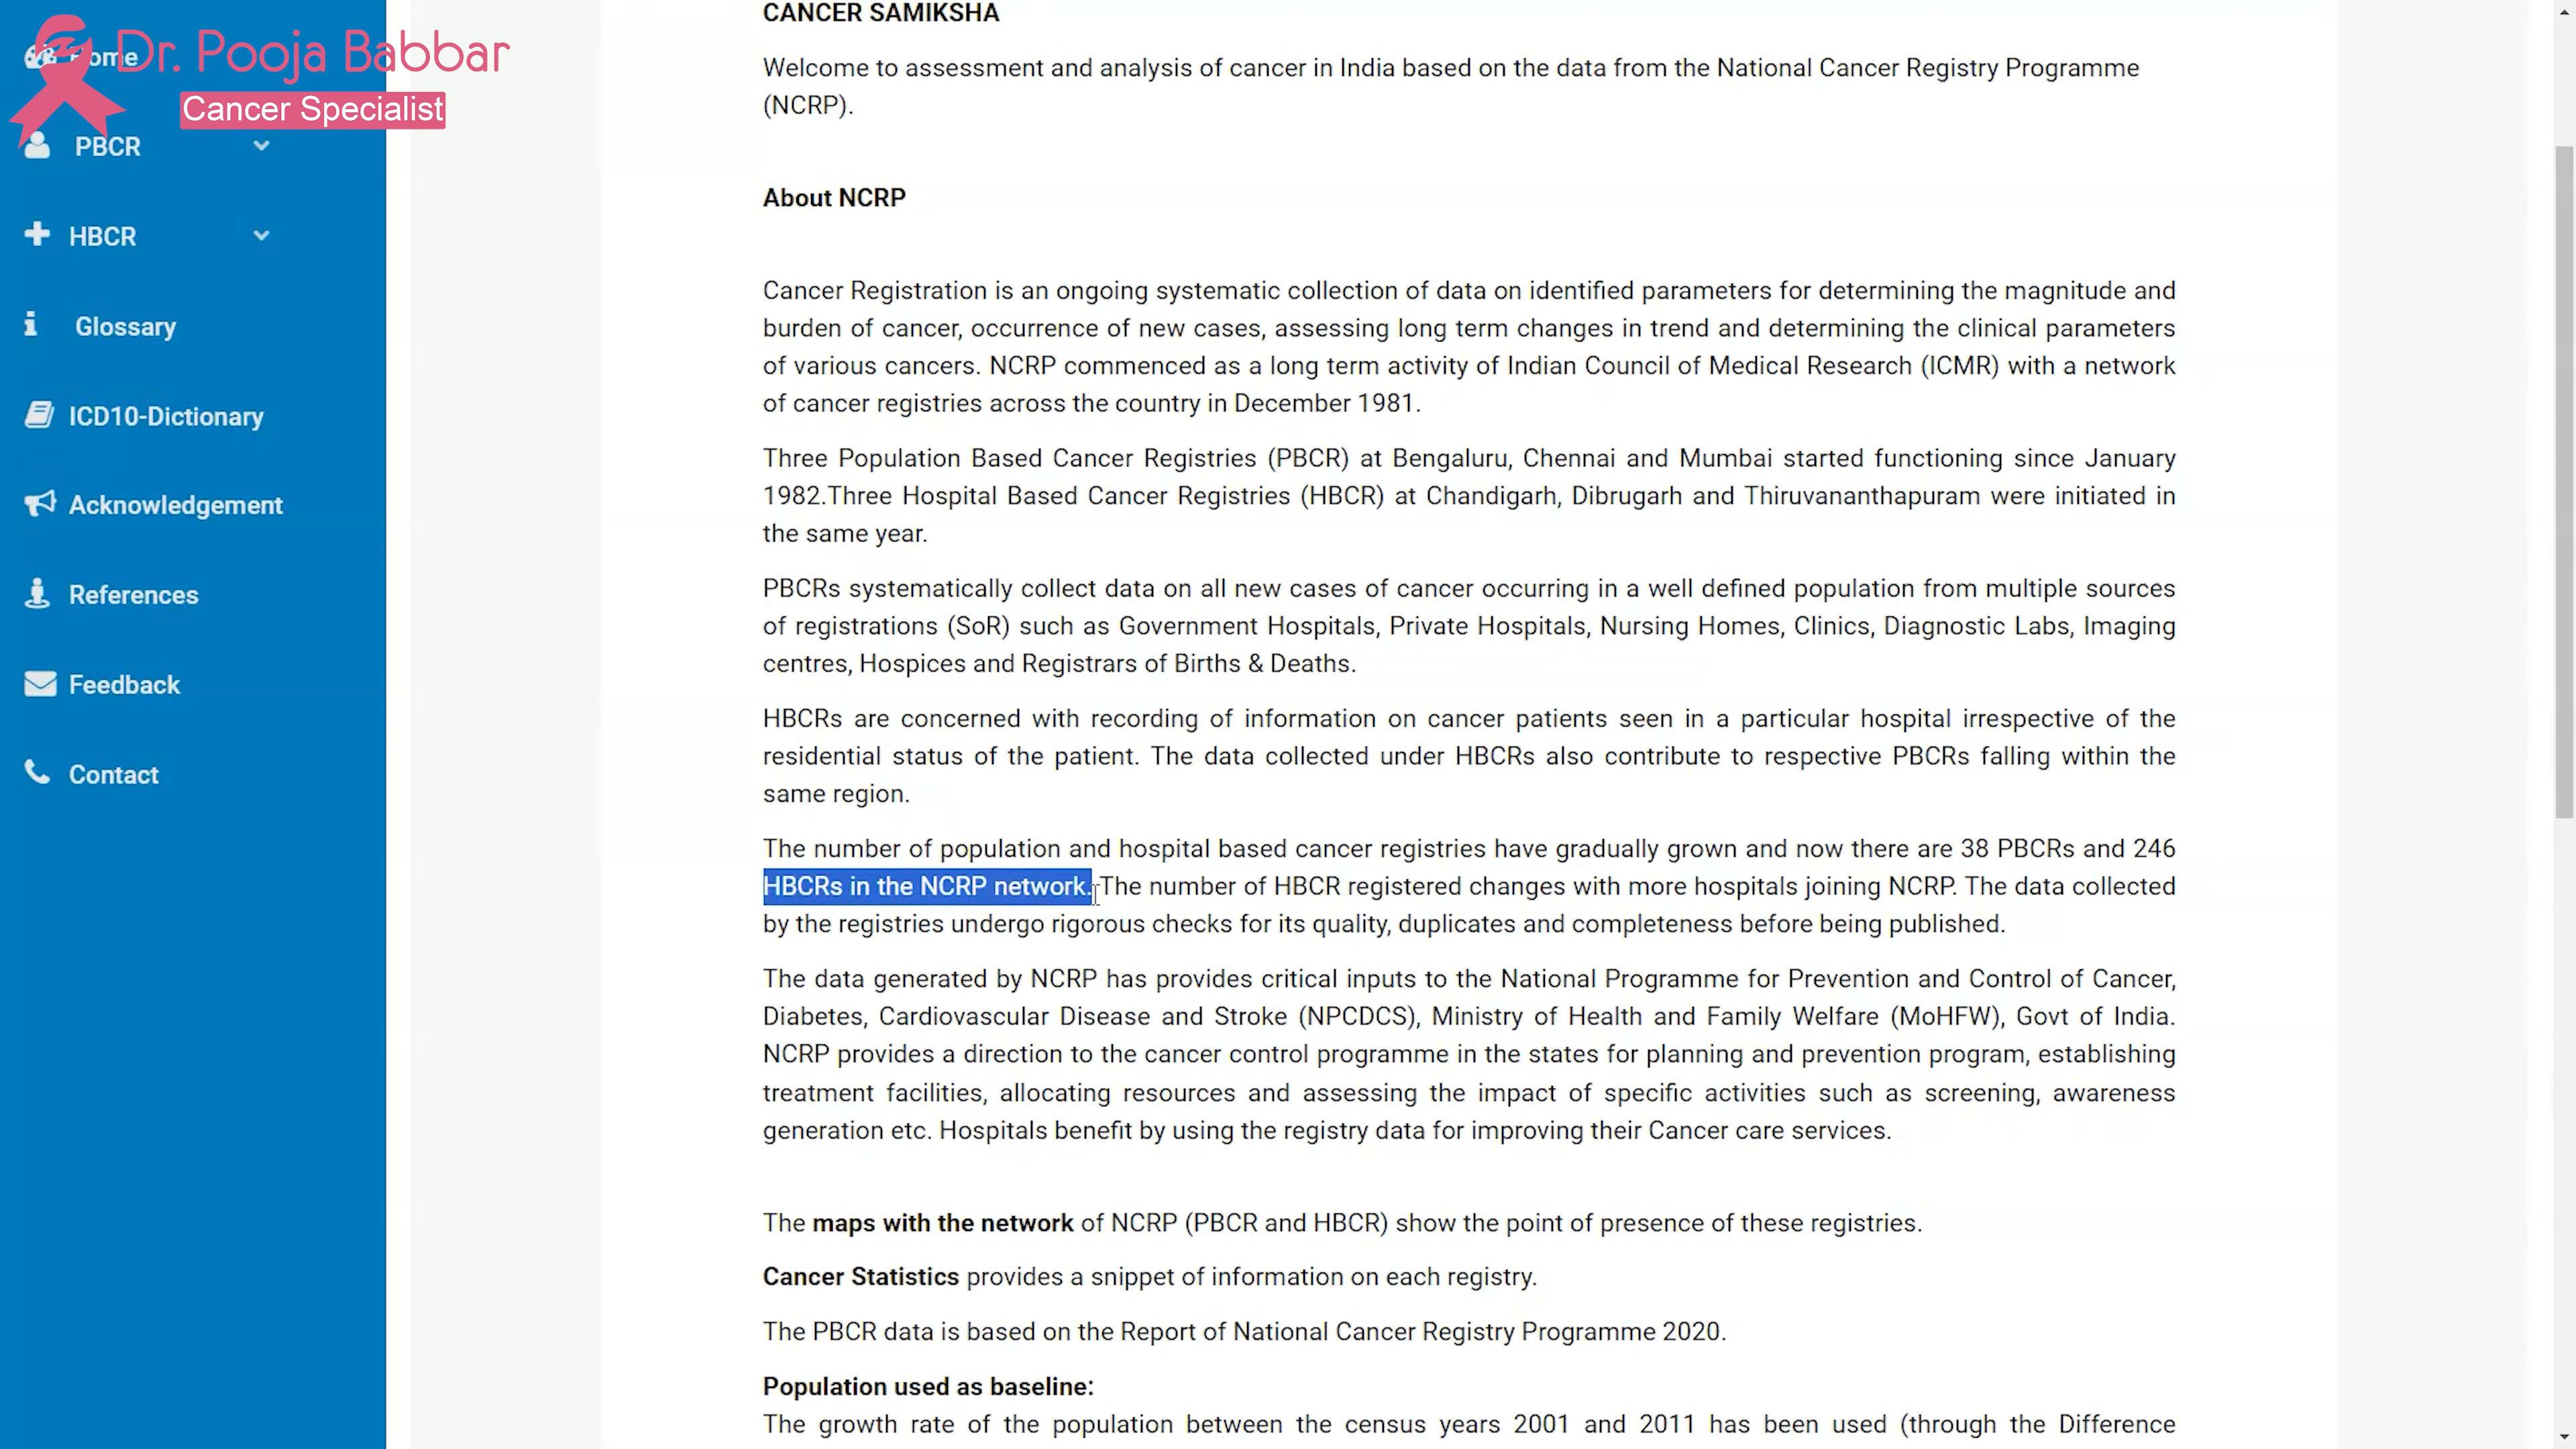 Dr. Pooja Babbar
Cancer Specialist
Home
PBCR
HBCR
Glossary
ICD10-Dictionary
Acknowledgement
References
Feedback
Contact
CANCER SAMIKSHA
Welcome to assessment and analysis of cancer in India based on the data from the National Cancer Registry Programme
(NCRP).
About NCRP
Cancer Registration is an ongoing systematic collection of data on identified parameters for determining the magnitude and
burden of cancer, occurrence of new cases, assessing long term changes in trend and determining the clinical parameters
of various cancers. NCRP commenced as a long term activity of Indian Council of Medical Research (ICMR) with a network
of cancer registries across the country in December 1981.
Three Population Based Cancer Registries (PBCR) at Bengaluru, Chennai and Mumbai started functioning since January
1982.Three Hospital Based Cancer Registries (HBCR) at Chandigarh, Dibrugarh and Thiruvananthapuram were initiated in
the same year.
PBCRs systematically collect data on all new cases of cancer occurring in a well defined population from multiple sources
of registrations (SoR) such as Government Hospitals, Private Hospitals, Nursing Homes, Clinics, Diagnostic Labs, Imaging
centres, Hospices and Registrars of Births & Deaths.
HBCRs are concerned with recording of information on cancer patients seen in a particular hospital irrespective of the
residential status of the patient. The data collected under HBCRs also contribute to respective PBCRs falling within the
same region.
The number of population and hospital based cancer registries have gradually grown and now there are 38 PBCRs and 246
HBCRs in the NCRP network. The number of HBCR registered changes with more hospitals joining NCRP. The data collected
by the registries undergo rigorous checks for its quality, duplicates and completeness before being published.
The data generated by NCRP has provides critical inputs to the National Programme for Prevention and Control of Cancer,
Diabetes, Cardiovascular Disease and Stroke (NPCDCS), Ministry of Health and Family Welfare (MoHFW), Govt of India.
NCRP provides a direction to the cancer control programme in the states for planning and prevention program, establishing
treatment facilities, allocating resources and assessing the impact of specific activities such as screening, awareness
generation etc. Hospitals benefit by using the registry data for improving their Cancer care services.
The maps with the network of NCRP (PBCR and HBCR) show the point of presence of these registries.
Cancer Statistics provides a snippet of information on each registry.
The PBCR data is based on the Report of National Cancer Registry Programme 2020.
Population used as baseline:
The growth rate of the population between the census years 2001 and 2011 has been used (through the Difference